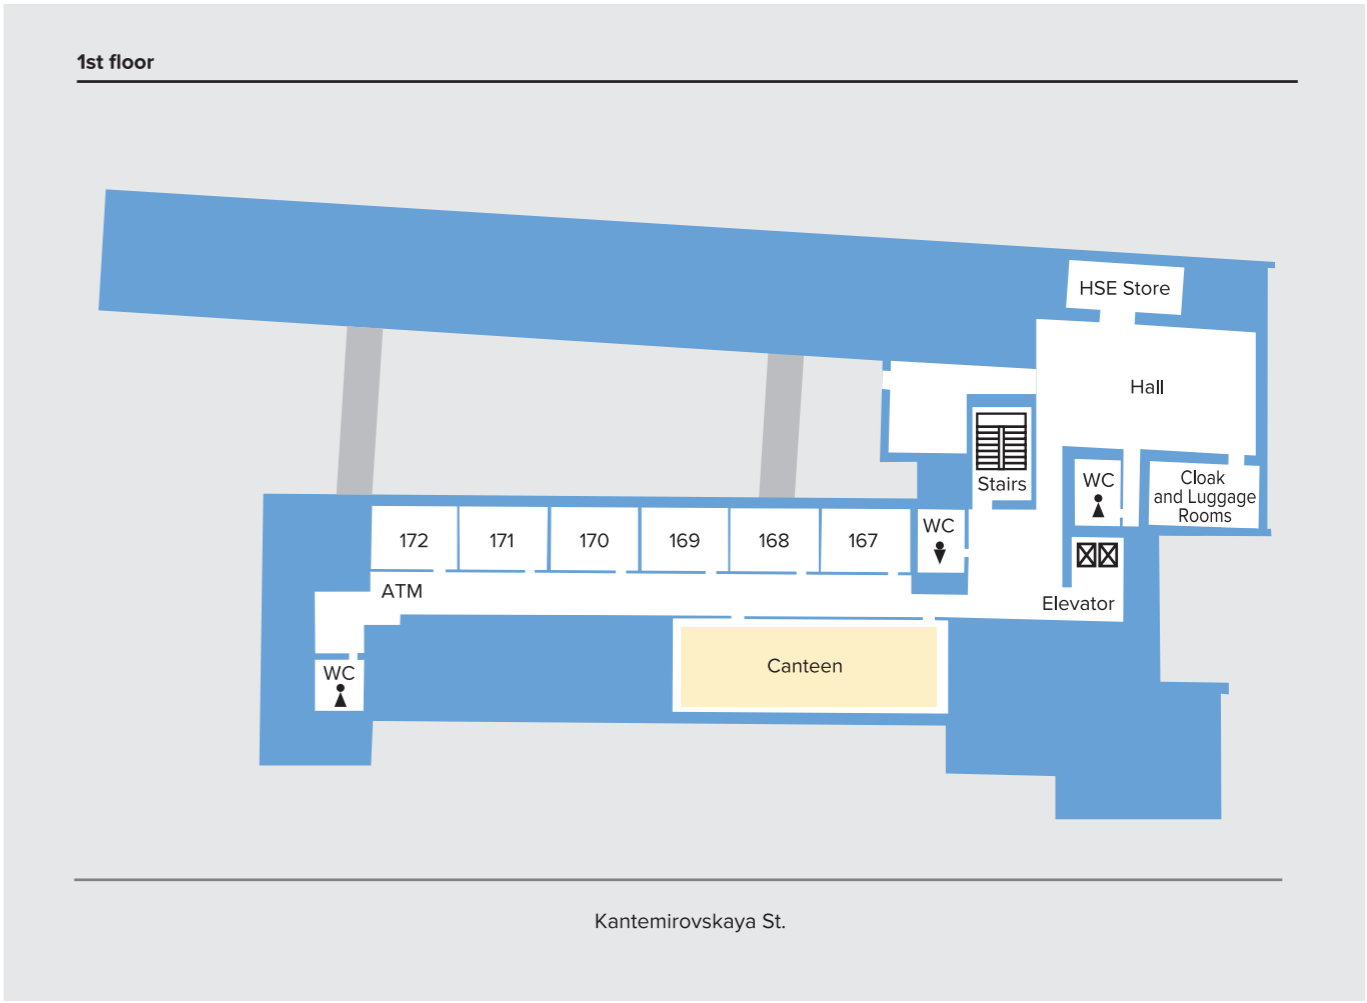 1st floor
HSE Store
Hall
Stairs
WC
Cloak
and Luggage
Rooms
172
171
170
169
168
167
WC
ATM
Elevator
WC
Canteen
Kantemirovskaya St.